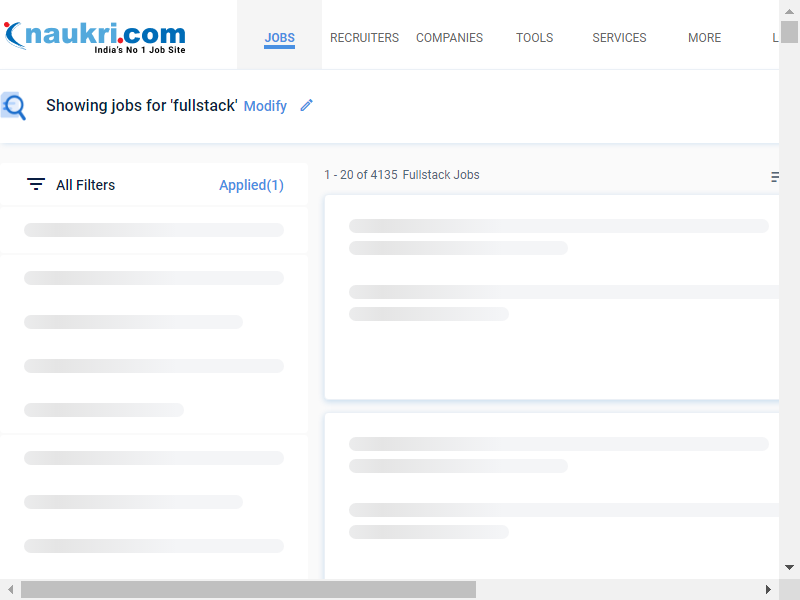 naukri.com
India's No 1 Job Site
JOBS RECRUITERS COMPANIES TOOLS SERVICES MORE
Showing jobs for 'fullstack' Modify
All Filters Applied(1)
1 - 20 of 4135 Fullstack Jobs